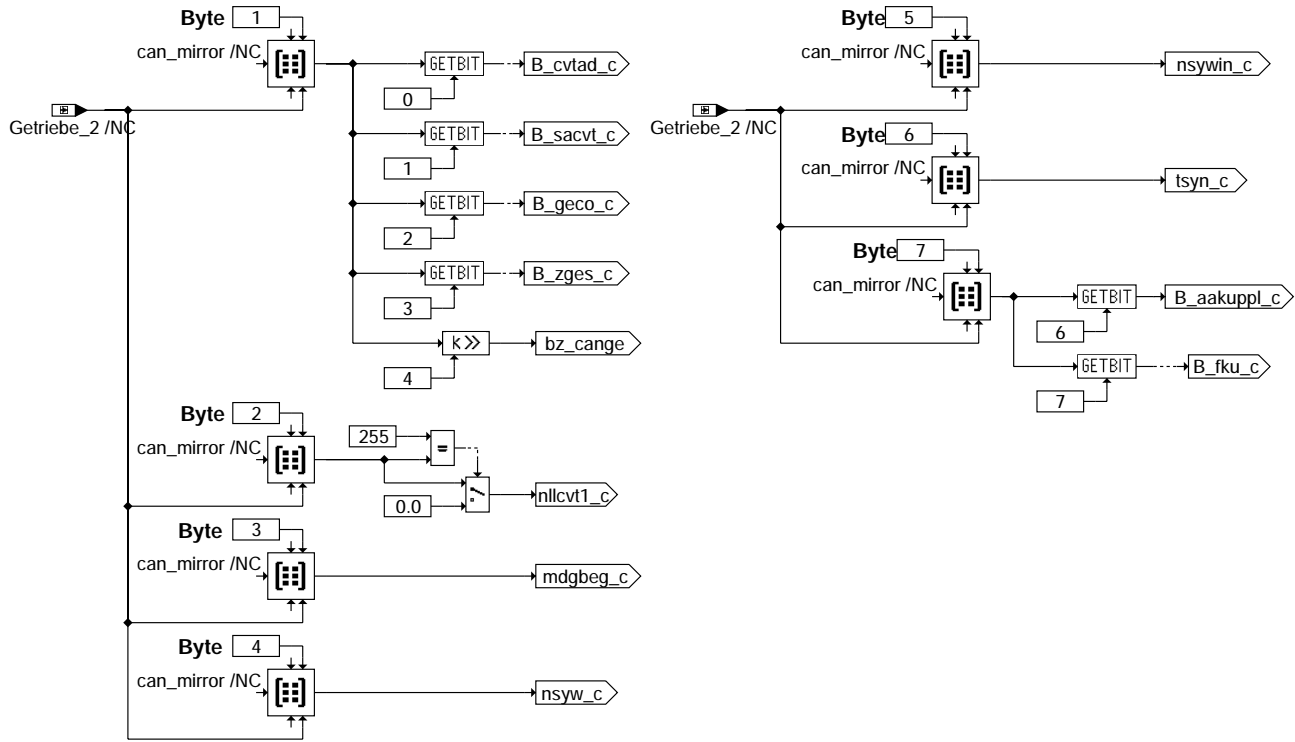 Byte 1
can_mirror /NC
Getriebe_2 /NC
GETBIT B_cvtad_c
0
GETBIT B_sacvt_c
1
GETBIT B_geco_c
2
GETBIT B_zges_c
3
k>> bz_cange
4
Byte 2
can_mirror /NC
255
=
0.0
nllcvt1_c
Byte 3
can_mirror /NC
mdgbeg_c
Byte 4
can_mirror /NC
nsyw_c
Byte 5
can_mirror /NC
nsywin_c
Getriebe_2 /NC
Byte 6
can_mirror /NC
tsyn_c
Byte 7
can_mirror /NC
GETBIT B_aakuppl_c
6
GETBIT B_fku_c
7